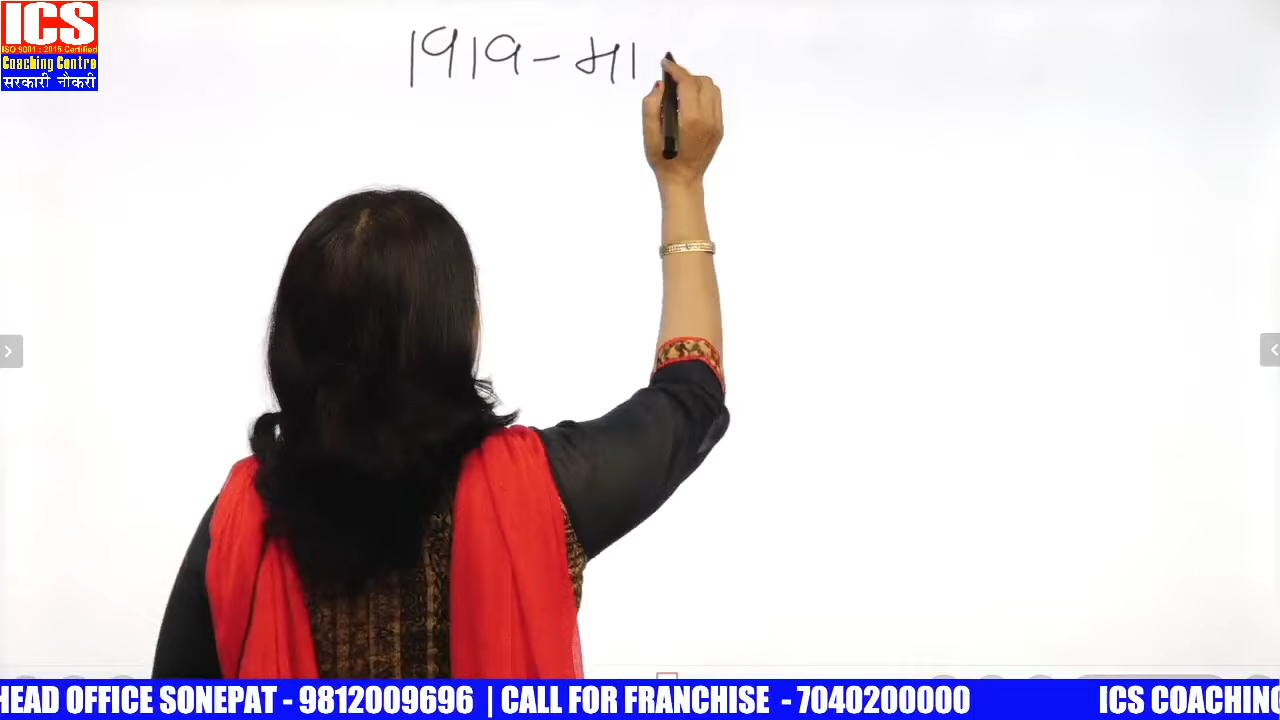 ICS
ISO 9001 : 2015 Certified
Coaching Centre
सरकारी नौकरी
1919 - मा
HEAD OFFICE SONEPAT - 9812009696 | CALL FOR FRANCHISE - 7040200000 ICS COACHING